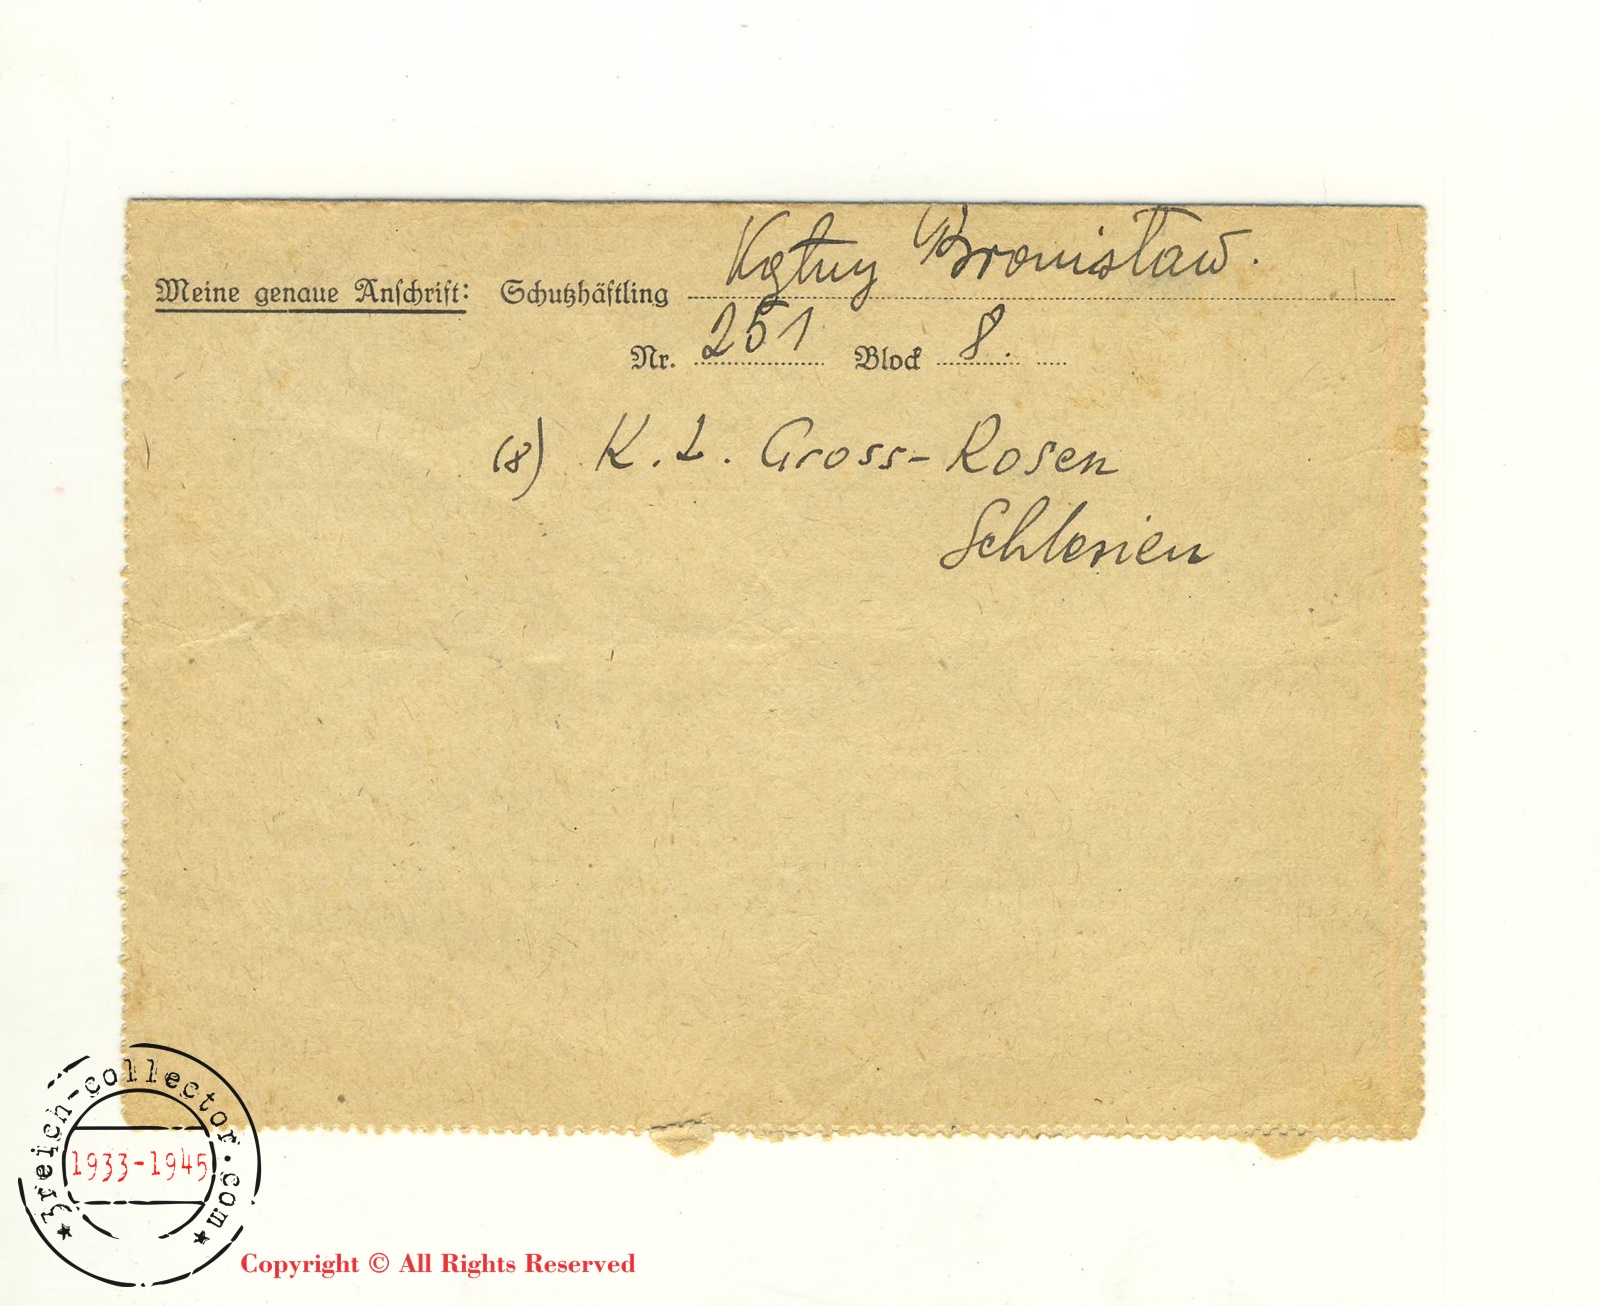 Meine genaue Anschrift: Schutzhäftling Kątny Bronisław.
Nr. 251 Block 8.
(8) K. L. Gross-Rosen
Schlesien
3reich-collector.com
1933-1945
Copyright © All Rights Reserved